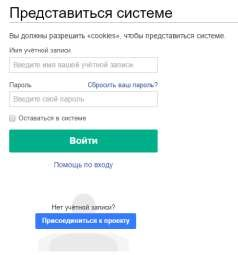 Представиться системе
Вы должны разрешить «cookies», чтобы представиться системе.
Имя учётной записи
Введите имя вашей учётной записи
Пароль Сбросить ваш пароль?
Введите свой пароль
Оставаться в системе
Войти
Помощь по входу
Нет учётной записи?
Присоединиться к проекту